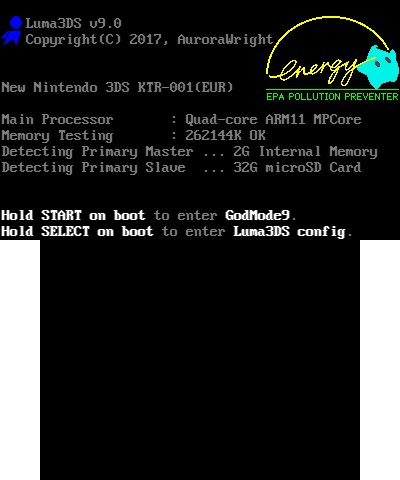 Luma3DS v9.0
Copyright(C) 2017, AuroraWright
energy
EPA POLLUTION PREVENTER
New Nintendo 3DS KTR-001(EUR)
Main Processor : Quad-core ARM11 MPCore
Memory Testing : 262144K OK
Detecting Primary Master ... 2G Internal Memory
Detecting Primary Slave ... 32G microSD Card
Hold START on boot to enter GodMode9.
Hold SELECT on boot to enter Luma3DS config.